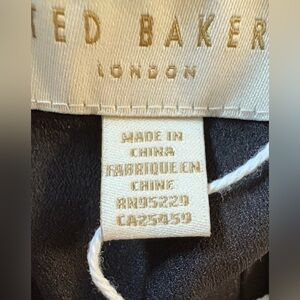 TED BAKER
LONDON
MADE IN
CHINA
FABRIQUE EN
CHINE
RN95229
CA25459